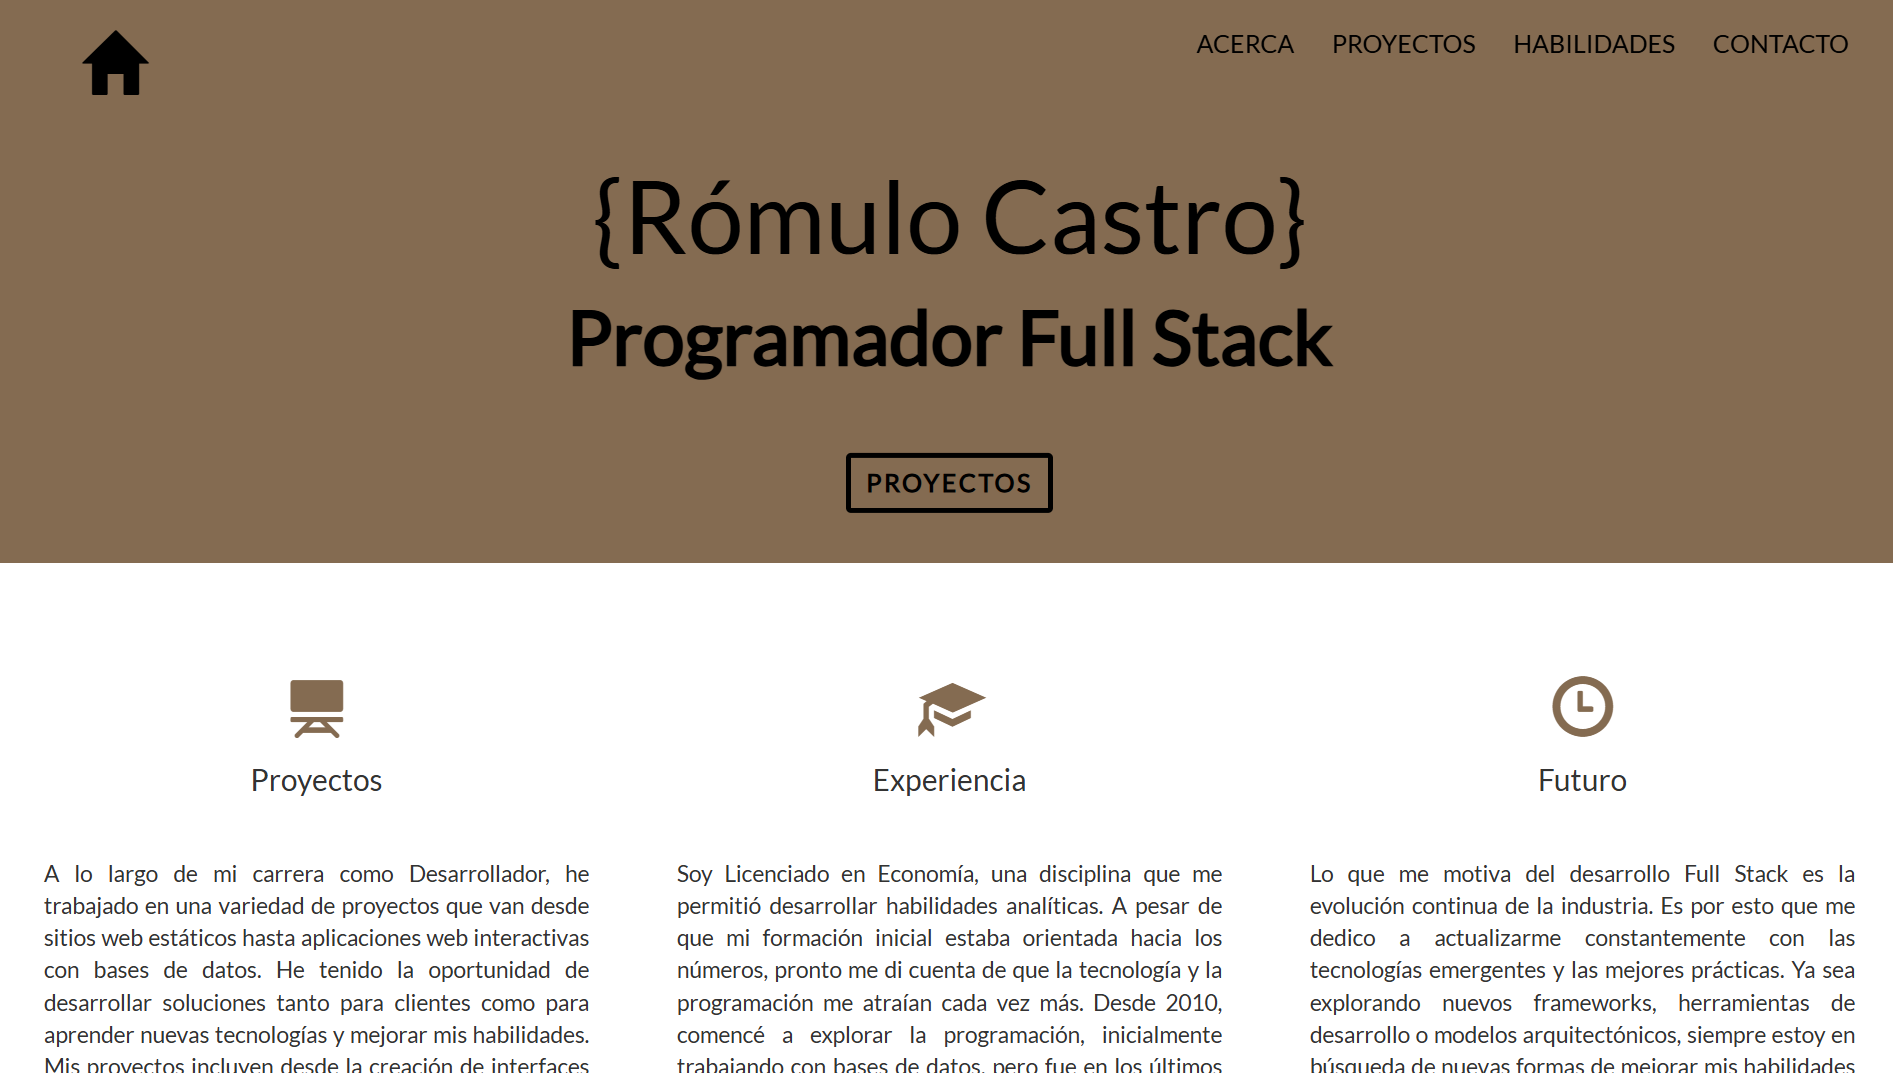 ACERCA PROYECTOS HABILIDADES CONTACTO
{Rómulo Castro}
Programador Full Stack
PROYECTOS
Proyectos
A lo largo de mi carrera como Desarrollador, he
trabajado en una variedad de proyectos que van desde
sitios web estáticos hasta aplicaciones web interactivas
con bases de datos. He tenido la oportunidad de
desarrollar soluciones tanto para clientes como para
aprender nuevas tecnologías y mejorar mis habilidades.
Mis proyectos incluyen desde la creación de interfaces
Experiencia
Soy Licenciado en Economía, una disciplina que me
permitió desarrollar habilidades analíticas. A pesar de
que mi formación inicial estaba orientada hacia los
números, pronto me di cuenta de que la tecnología y la
programación me atraían cada vez más. Desde 2010,
comencé a explorar la programación, inicialmente
trabajando con bases de datos, pero fue en los últimos
Futuro
Lo que me motiva del desarrollo Full Stack es la
evolución continua de la industria. Es por esto que me
dedico a actualizarme constantemente con las
tecnologías emergentes y las mejores prácticas. Ya sea
explorando nuevos frameworks, herramientas de
desarrollo o modelos arquitectónicos, siempre estoy en
búsqueda de nuevas formas de mejorar mis habilidades